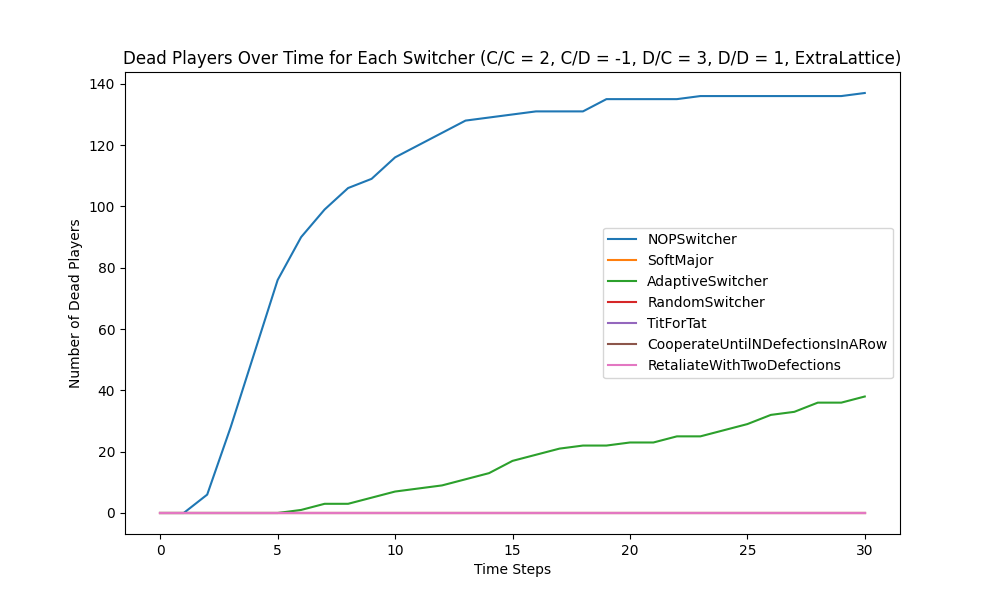 Dead Players Over Time for Each Switcher (C/C = 2, C/D = -1, D/C = 3, D/D = 1, ExtraLattice)
Number of Dead Players
140
120
100
80
60
40
20
0
NOPSwitcher
SoftMajor
AdaptiveSwitcher
RandomSwitcher
TitForTat
CooperateUntilNDefectionsInARow
RetaliateWithTwoDefections
0 5 10 15 20 25 30
Time Steps